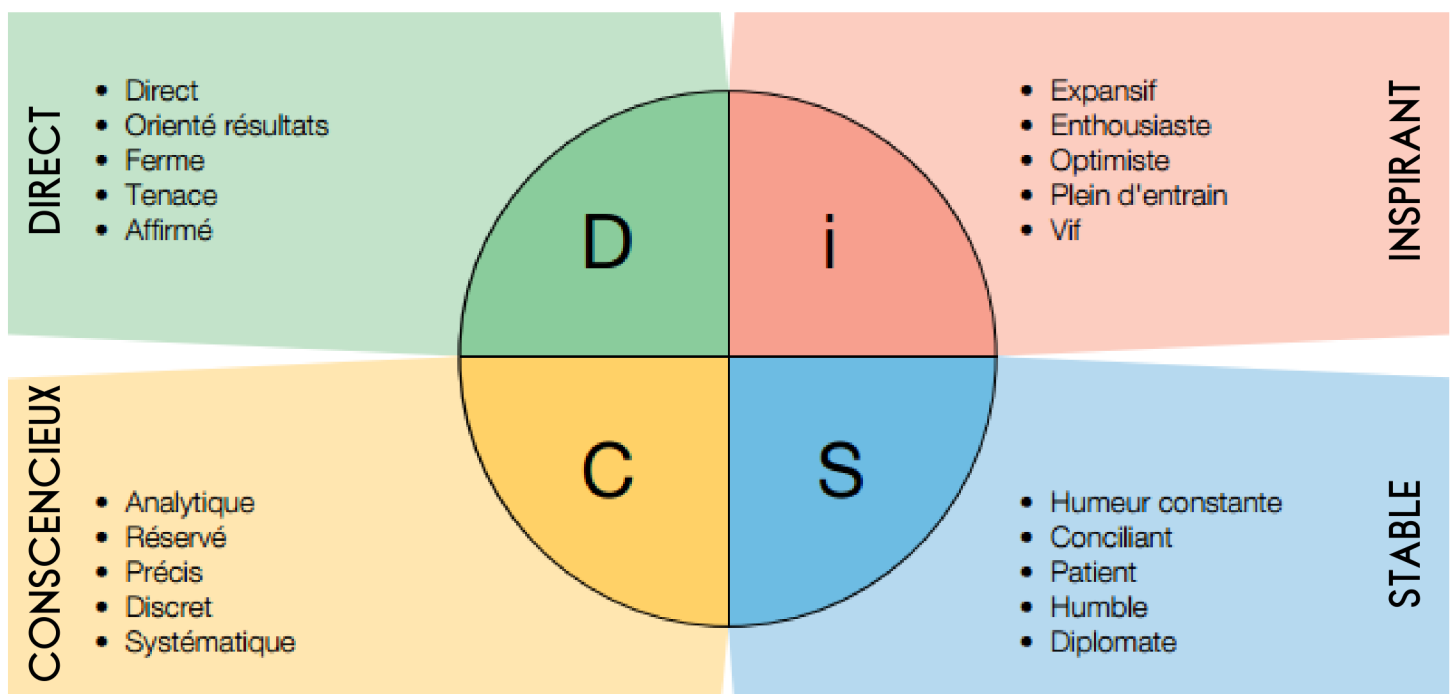 DIRECT
• Direct
• Orienté résultats
• Ferme
• Tenace
• Affirmé
D
i
• Expansif
• Enthousiaste
• Optimiste
• Plein d'entrain
• Vif
INSPIRANT
CONSCENCIEUX
• Analytique
• Réservé
• Précis
• Discret
• Systématique
C
S
• Humeur constante
• Conciliant
• Patient
• Humble
• Diplomate
STABLE